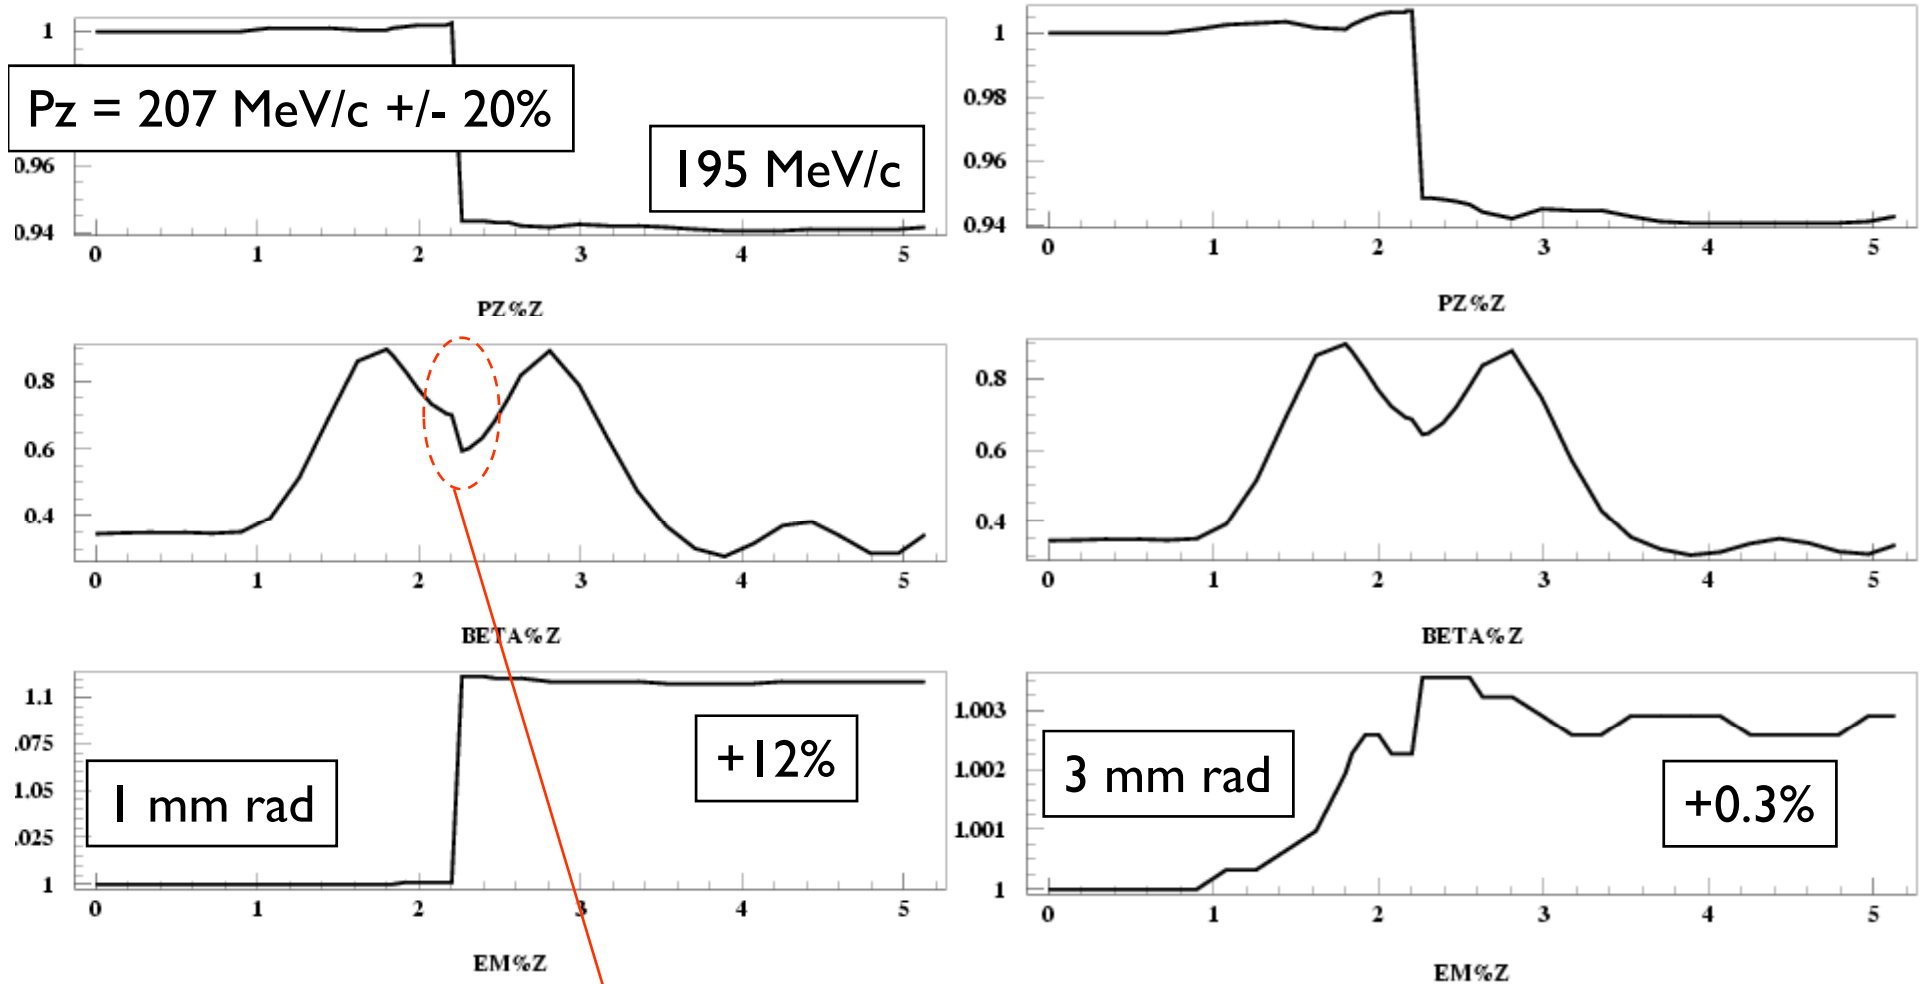 1
Pz = 207 MeV/c +/- 20%
0.96
0.94
195 MeV/c
0 1 2 3 4 5
PZ%Z
1
0.98
0.96
0.94
0 1 2 3 4 5
PZ%Z
0.8
0.6
0.4
0 1 2 3 4 5
BETA%Z
0.8
0.6
0.4
0 1 2 3 4 5
BETA%Z
1.1
.075
1.05
.025
1
1 mm rad
+12%
0 1 2 3 4 5
EM%Z
1.003
1.002
1.001
1
3 mm rad
+0.3%
0 1 2 3 4 5
EM%Z